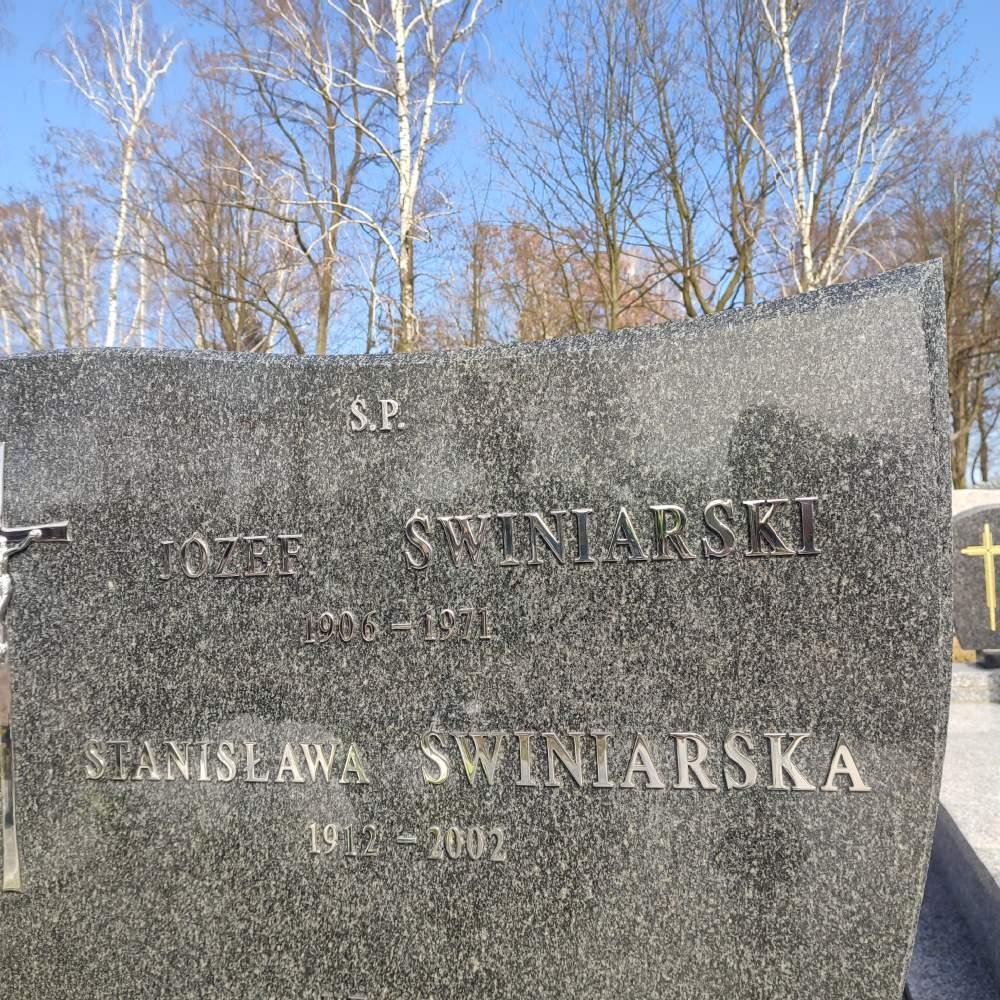 Ś.P.
JÓZEF ŚWINIARSKI
1906 - 1971
STANISŁAWA ŚWINIARSKA
1912 - 2002